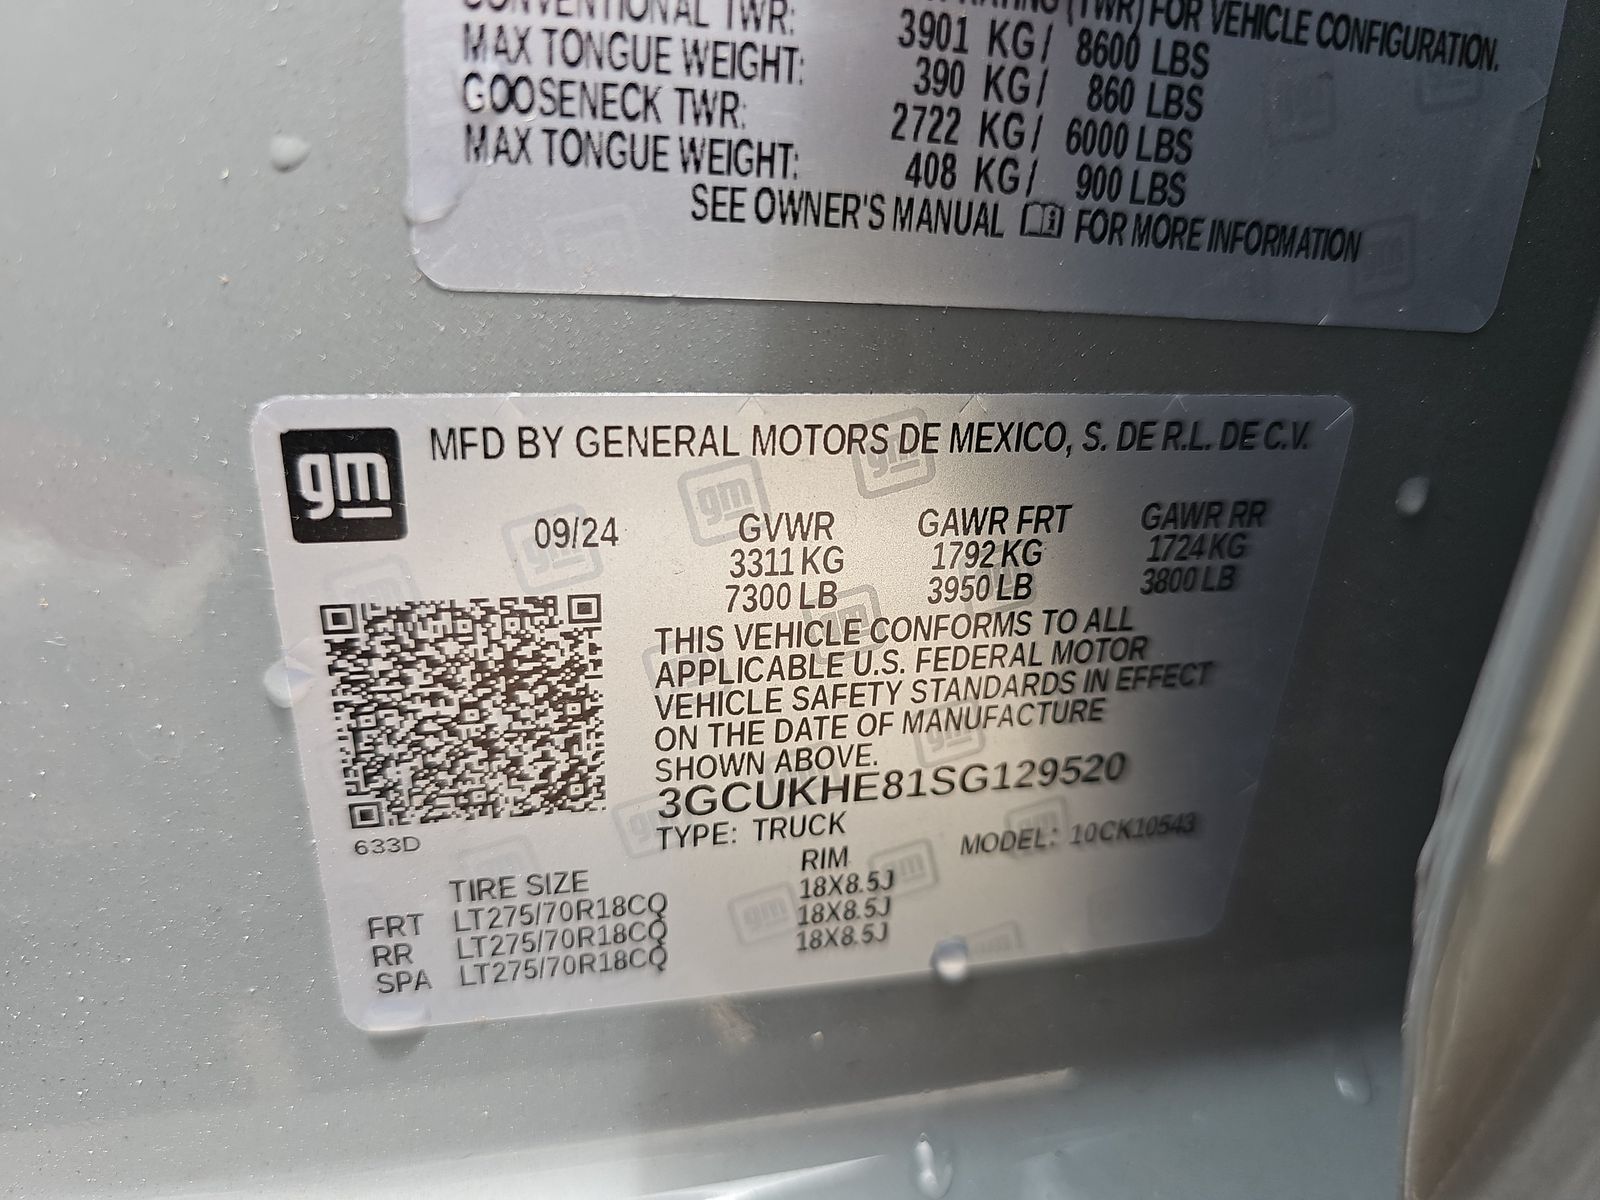 CONVENTIONAL TWR: 3901 KG/ 8600 LBS
RATING (TWR) FOR VEHICLE CONFIGURATION.
MAX TONGUE WEIGHT: 390 KG/ 860 LBS
GOOSENECK TWR: 2722 KG/ 6000 LBS
MAX TONGUE WEIGHT: 408 KG/ 900 LBS
SEE OWNER'S MANUAL FOR MORE INFORMATION
gm
MFD BY GENERAL MOTORS DE MEXICO, S. DE R.L. DE C.V.
09/24 GVWR GAWR FRT GAWR RR
3311 KG 1792 KG 1724 KG
7300 LB 3950 LB 3800 LB
THIS VEHICLE CONFORMS TO ALL
APPLICABLE U.S. FEDERAL MOTOR
VEHICLE SAFETY STANDARDS IN EFFECT
ON THE DATE OF MANUFACTURE
SHOWN ABOVE.
3GCUKHE81SG129520
633D
TYPE: TRUCK MODEL: 10CK10543
TIRE SIZE RIM
FRT LT275/70R18CQ 18X8.5J
RR LT275/70R18CQ 18X8.5J
SPA LT275/70R18CQ 18X8.5J